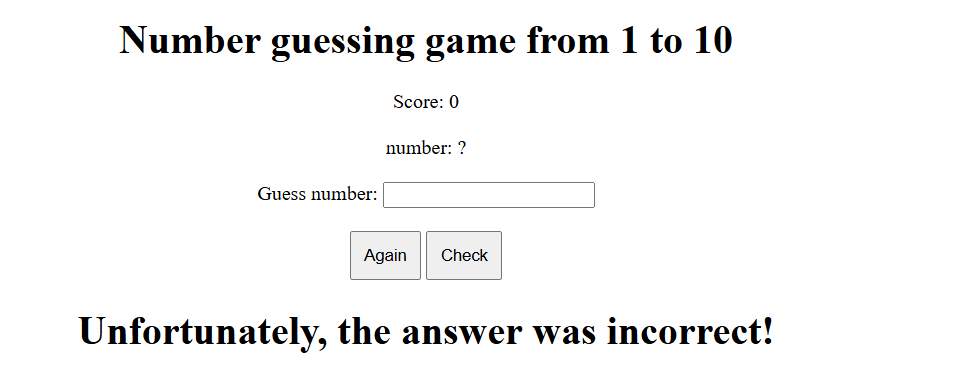 Number guessing game from 1 to 10
Score: 0
number: ?
Guess number:
Again Check
Unfortunately, the answer was incorrect!